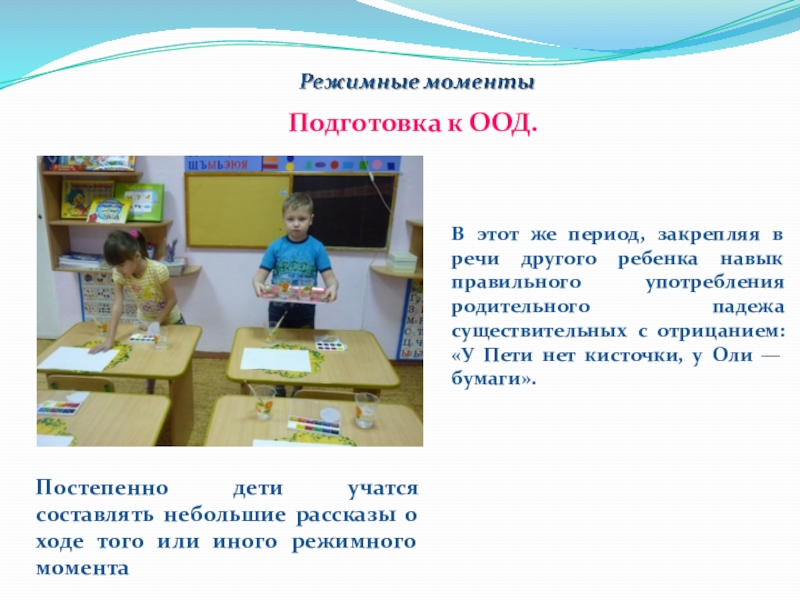 Режимные моменты
Подготовка к ООД.
ЩЪЫЬЭЮЯ
В этот же период, закрепляя в
речи другого ребенка навык
правильного употребления
родительного падежа
существительных с отрицанием:
«У Пети нет кисточки, у Оли —
бумаги».
Постепенно дети учатся
составлять небольшие рассказы о
ходе того или иного режимного
момента